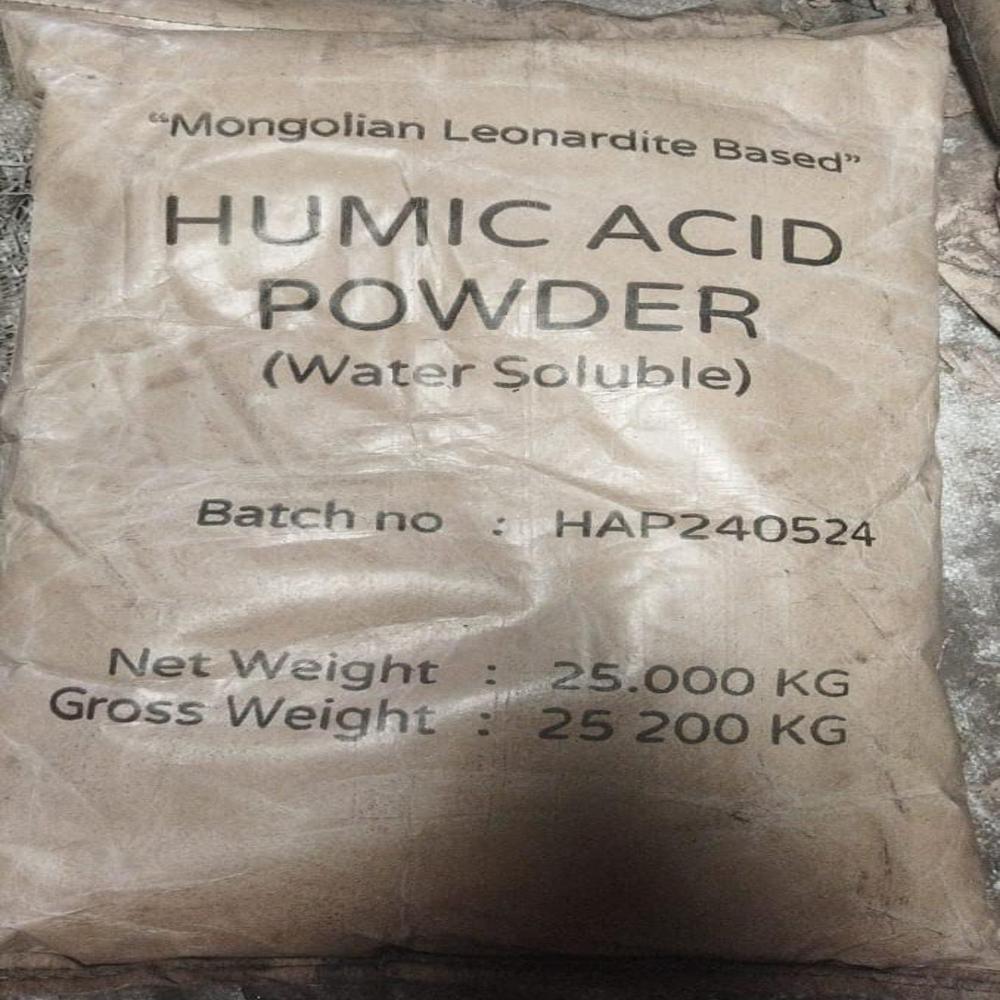 “Mongolian Leonardite Based”
HUMIC ACID
POWDER
(Water Soluble)
Batch no : HAP240524
Net Weight : 25.000 KG
Gross Weight : 25 200 KG